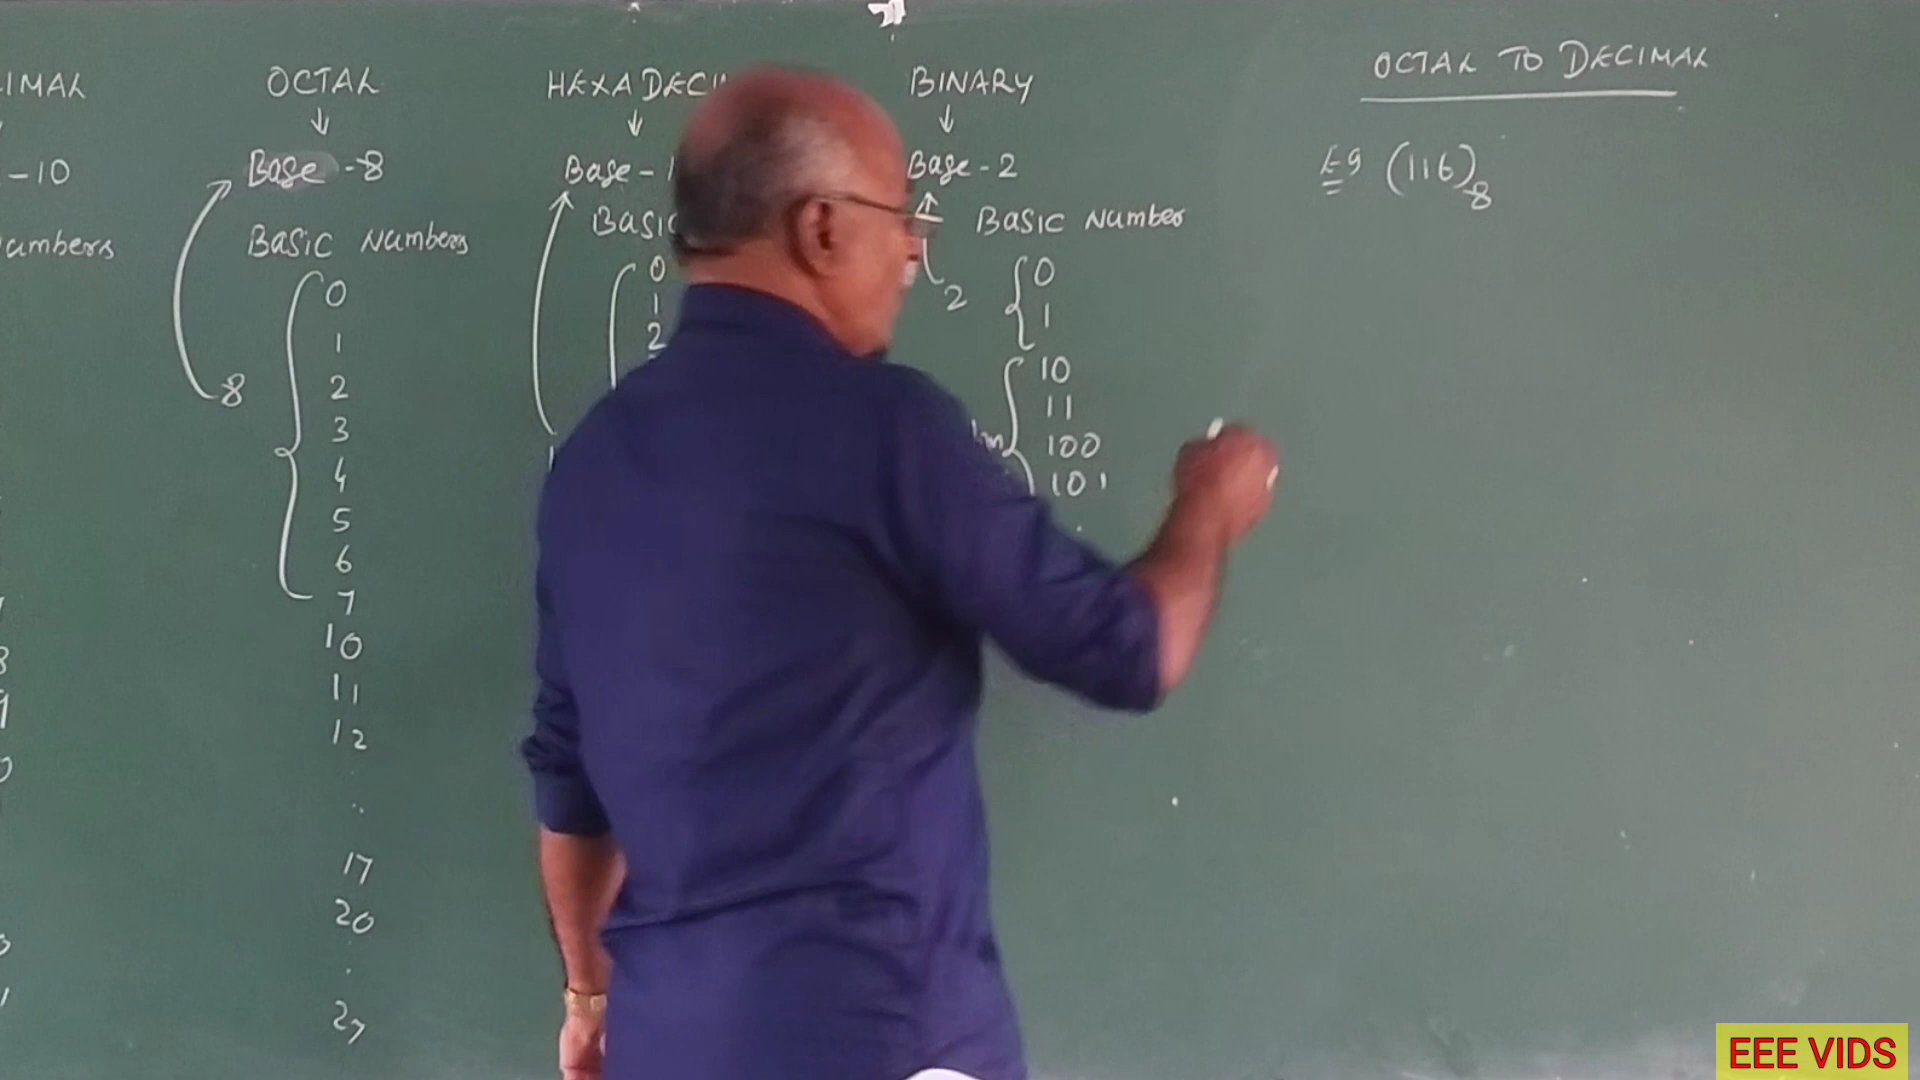 IMAL
-10
umbers
OCTAL
Base -8
BASIC Numbers
8
0
1
2
3
4
5
6
7
10
11
12
17
20
27
HEXADECI
Base - 1
BASIC
0
1
2
BINARY
Base - 2
BASIC Number
2
0
1
10
11
100
101
OCTAL TO DECIMAL
Eg (116)8
EEE VIDS